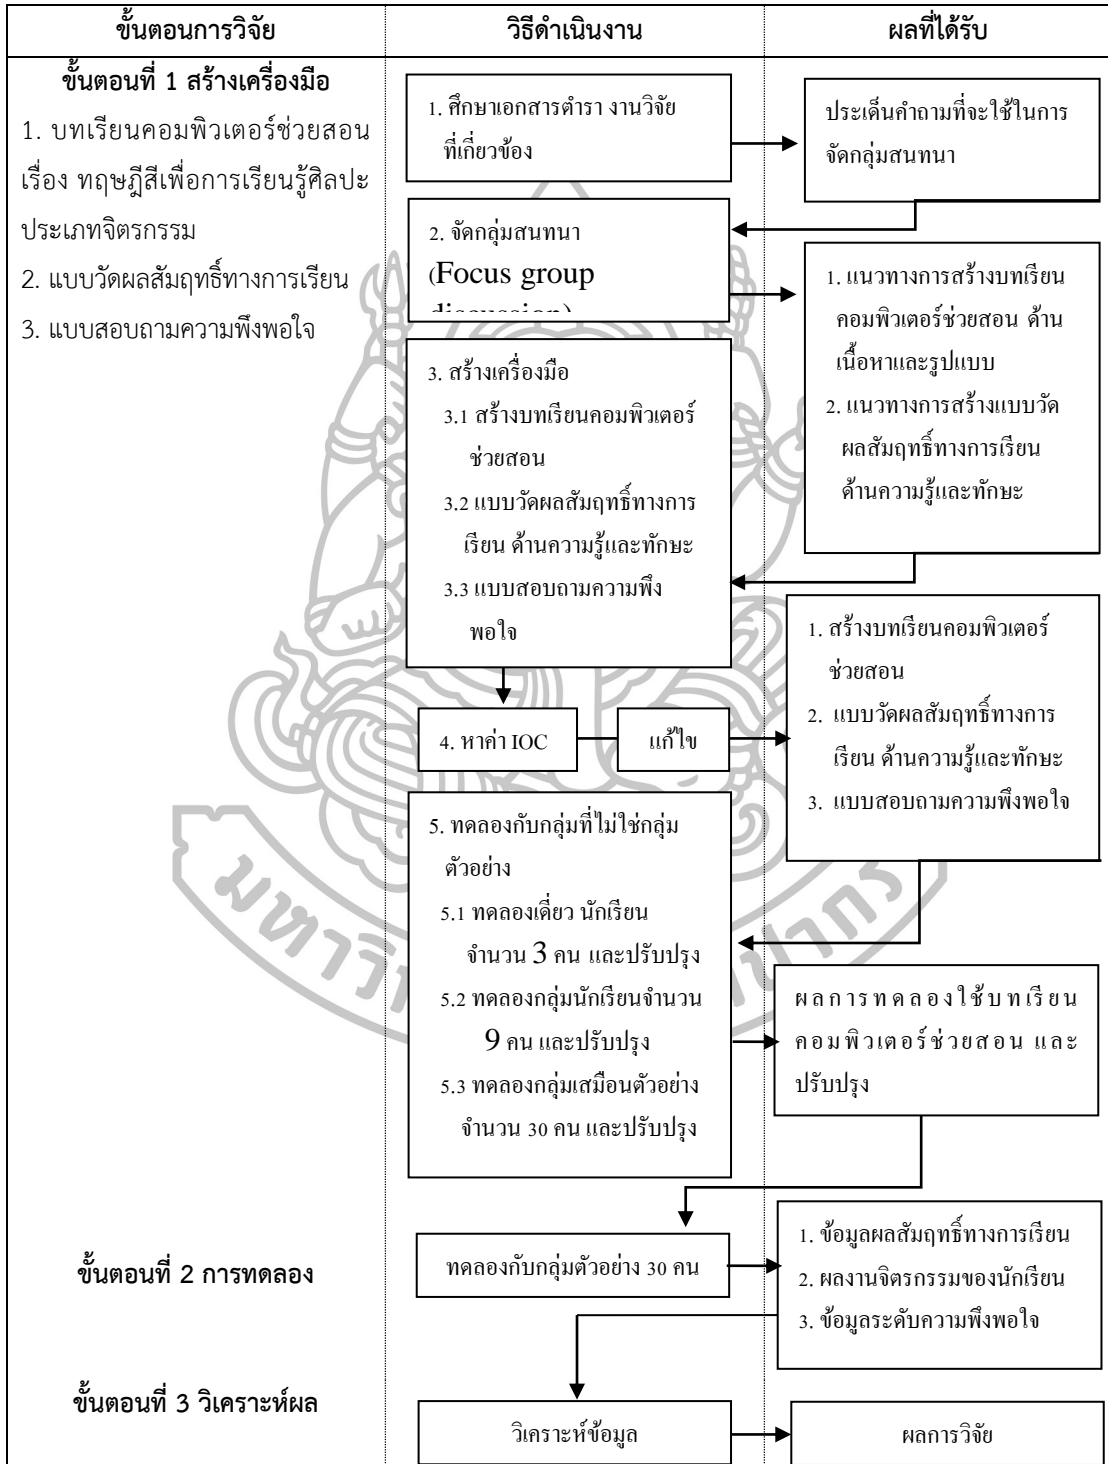 ขั้นตอนการวิจัย
วิธีดำเนินงาน
ผลที่ได้รับ
ขั้นตอนที่ 1 สร้างเครื่องมือ
1. บทเรียนคอมพิวเตอร์ช่วยสอน
เรื่อง ทฤษฎีสีเพื่อการเรียนรู้ศิลปะ
ประเภทจิตรกรรม
2. แบบวัดผลสัมฤทธิ์ทางการเรียน
3. แบบสอบถามความพึงพอใจ
1. ศึกษาเอกสารตำรา งานวิจัย
ที่เกี่ยวข้อง
ประเด็นคำถามที่จะใช้ในการ
จัดกลุ่มสนทนา
2. จัดกลุ่มสนทนา
(Focus group
discussion)
1. แนวทางการสร้างบทเรียน
คอมพิวเตอร์ช่วยสอน ด้าน
เนื้อหาและรูปแบบ
2. แนวทางการสร้างแบบวัด
ผลสัมฤทธิ์ทางการเรียน
ด้านความรู้และทักษะ
3. สร้างเครื่องมือ
3.1 สร้างบทเรียนคอมพิวเตอร์
ช่วยสอน
3.2 แบบวัดผลสัมฤทธิ์ทางการ
เรียน ด้านความรู้และทักษะ
3.3 แบบสอบถามความพึง
พอใจ
4. หาค่า IOC
แก้ไข
1. สร้างบทเรียนคอมพิวเตอร์
ช่วยสอน
2. แบบวัดผลสัมฤทธิ์ทางการ
เรียน ด้านความรู้และทักษะ
3. แบบสอบถามความพึงพอใจ
5. ทดลองกับกลุ่มที่ไม่ใช่กลุ่ม
ตัวอย่าง
5.1 ทดลองเดี่ยว นักเรียน
จำนวน 3 คน และปรับปรุง
5.2 ทดลองกลุ่มนักเรียนจำนวน
9 คน และปรับปรุง
5.3 ทดลองกลุ่มเสมือนตัวอย่าง
จำนวน 30 คน และปรับปรุง
ผลการทดลองใช้บทเรียน
คอมพิวเตอร์ช่วยสอน และ
ปรับปรุง
ขั้นตอนที่ 2 การทดลอง
ทดลองกับกลุ่มตัวอย่าง 30 คน
1. ข้อมูลผลสัมฤทธิ์ทางการเรียน
2. ผลงานจิตรกรรมของนักเรียน
3. ข้อมูลระดับความพึงพอใจ
ขั้นตอนที่ 3 วิเคราะห์ผล
วิเคราะห์ข้อมูล
ผลการวิจัย